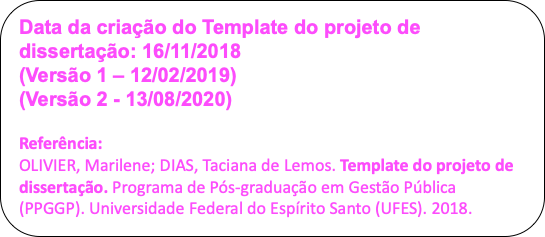 Data da criação do Template do projeto de
dissertação: 16/11/2018
(Versão 1 – 12/02/2019)
(Versão 2 - 13/08/2020)
Referência:
OLIVIER, Marilene; DIAS, Taciana de Lemos. Template do projeto de
dissertação. Programa de Pós-graduação em Gestão Pública
(PPGGP). Universidade Federal do Espírito Santo (UFES). 2018.